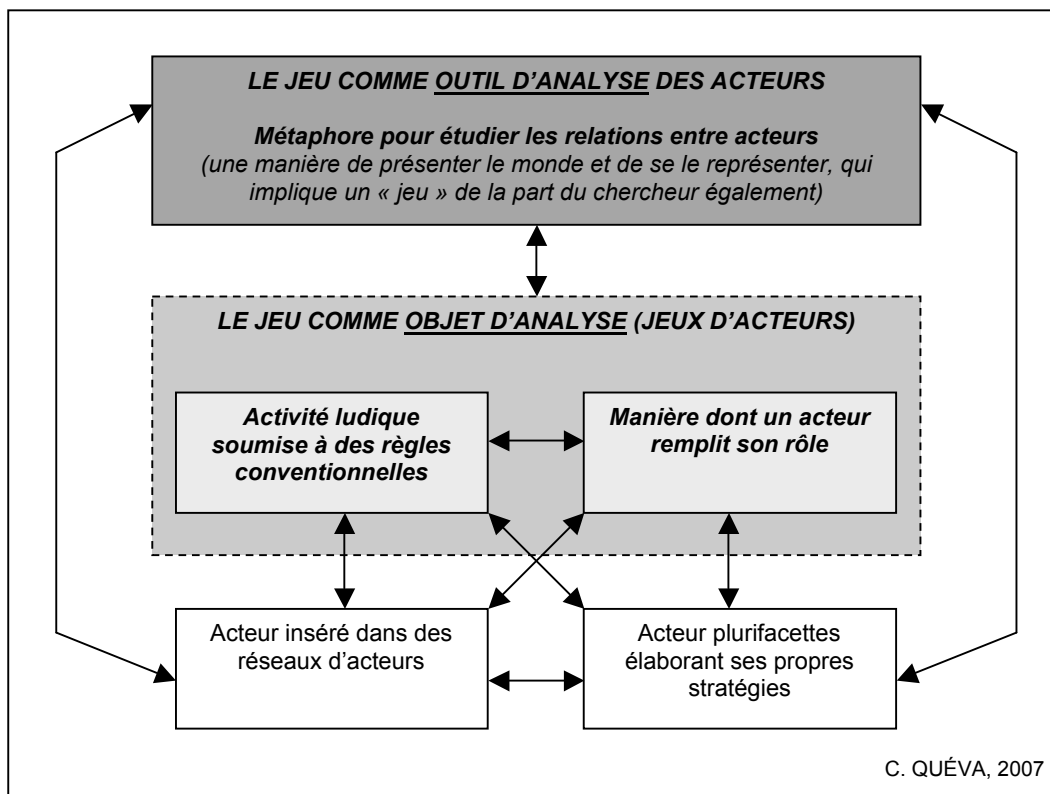 LE JEU COMME OUTIL D’ANALYSE DES ACTEURS
Métaphore pour étudier les relations entre acteurs
(une manière de présenter le monde et de se le représenter, qui
implique un « jeu » de la part du chercheur également)
LE JEU COMME OBJET D’ANALYSE (JEUX D’ACTEURS)
Activité ludique
soumise à des règles
conventionnelles
Manière dont un acteur
remplit son rôle
Acteur inséré dans des
réseaux d’acteurs
Acteur plurifacettes
élaborant ses propres
stratégies
C. QUÉVA, 2007